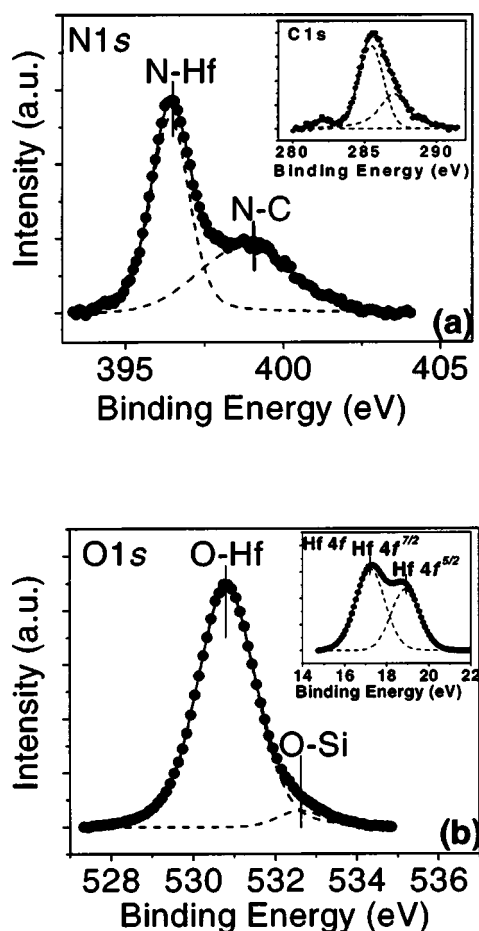 N1s
N-Hf
N-C
Intensity (a.u.)
395 400 405
Binding Energy (eV)
(a)
C1s
280 285 290
Binding Energy (eV)
O1s
O-Hf
O-Si
Intensity (a.u.)
528 530 532 534 536
Binding Energy (eV)
(b)
Hf 4f
Hf 4f7/2
Hf 4f5/2
14 16 18 20 22
Binding Energy (eV)